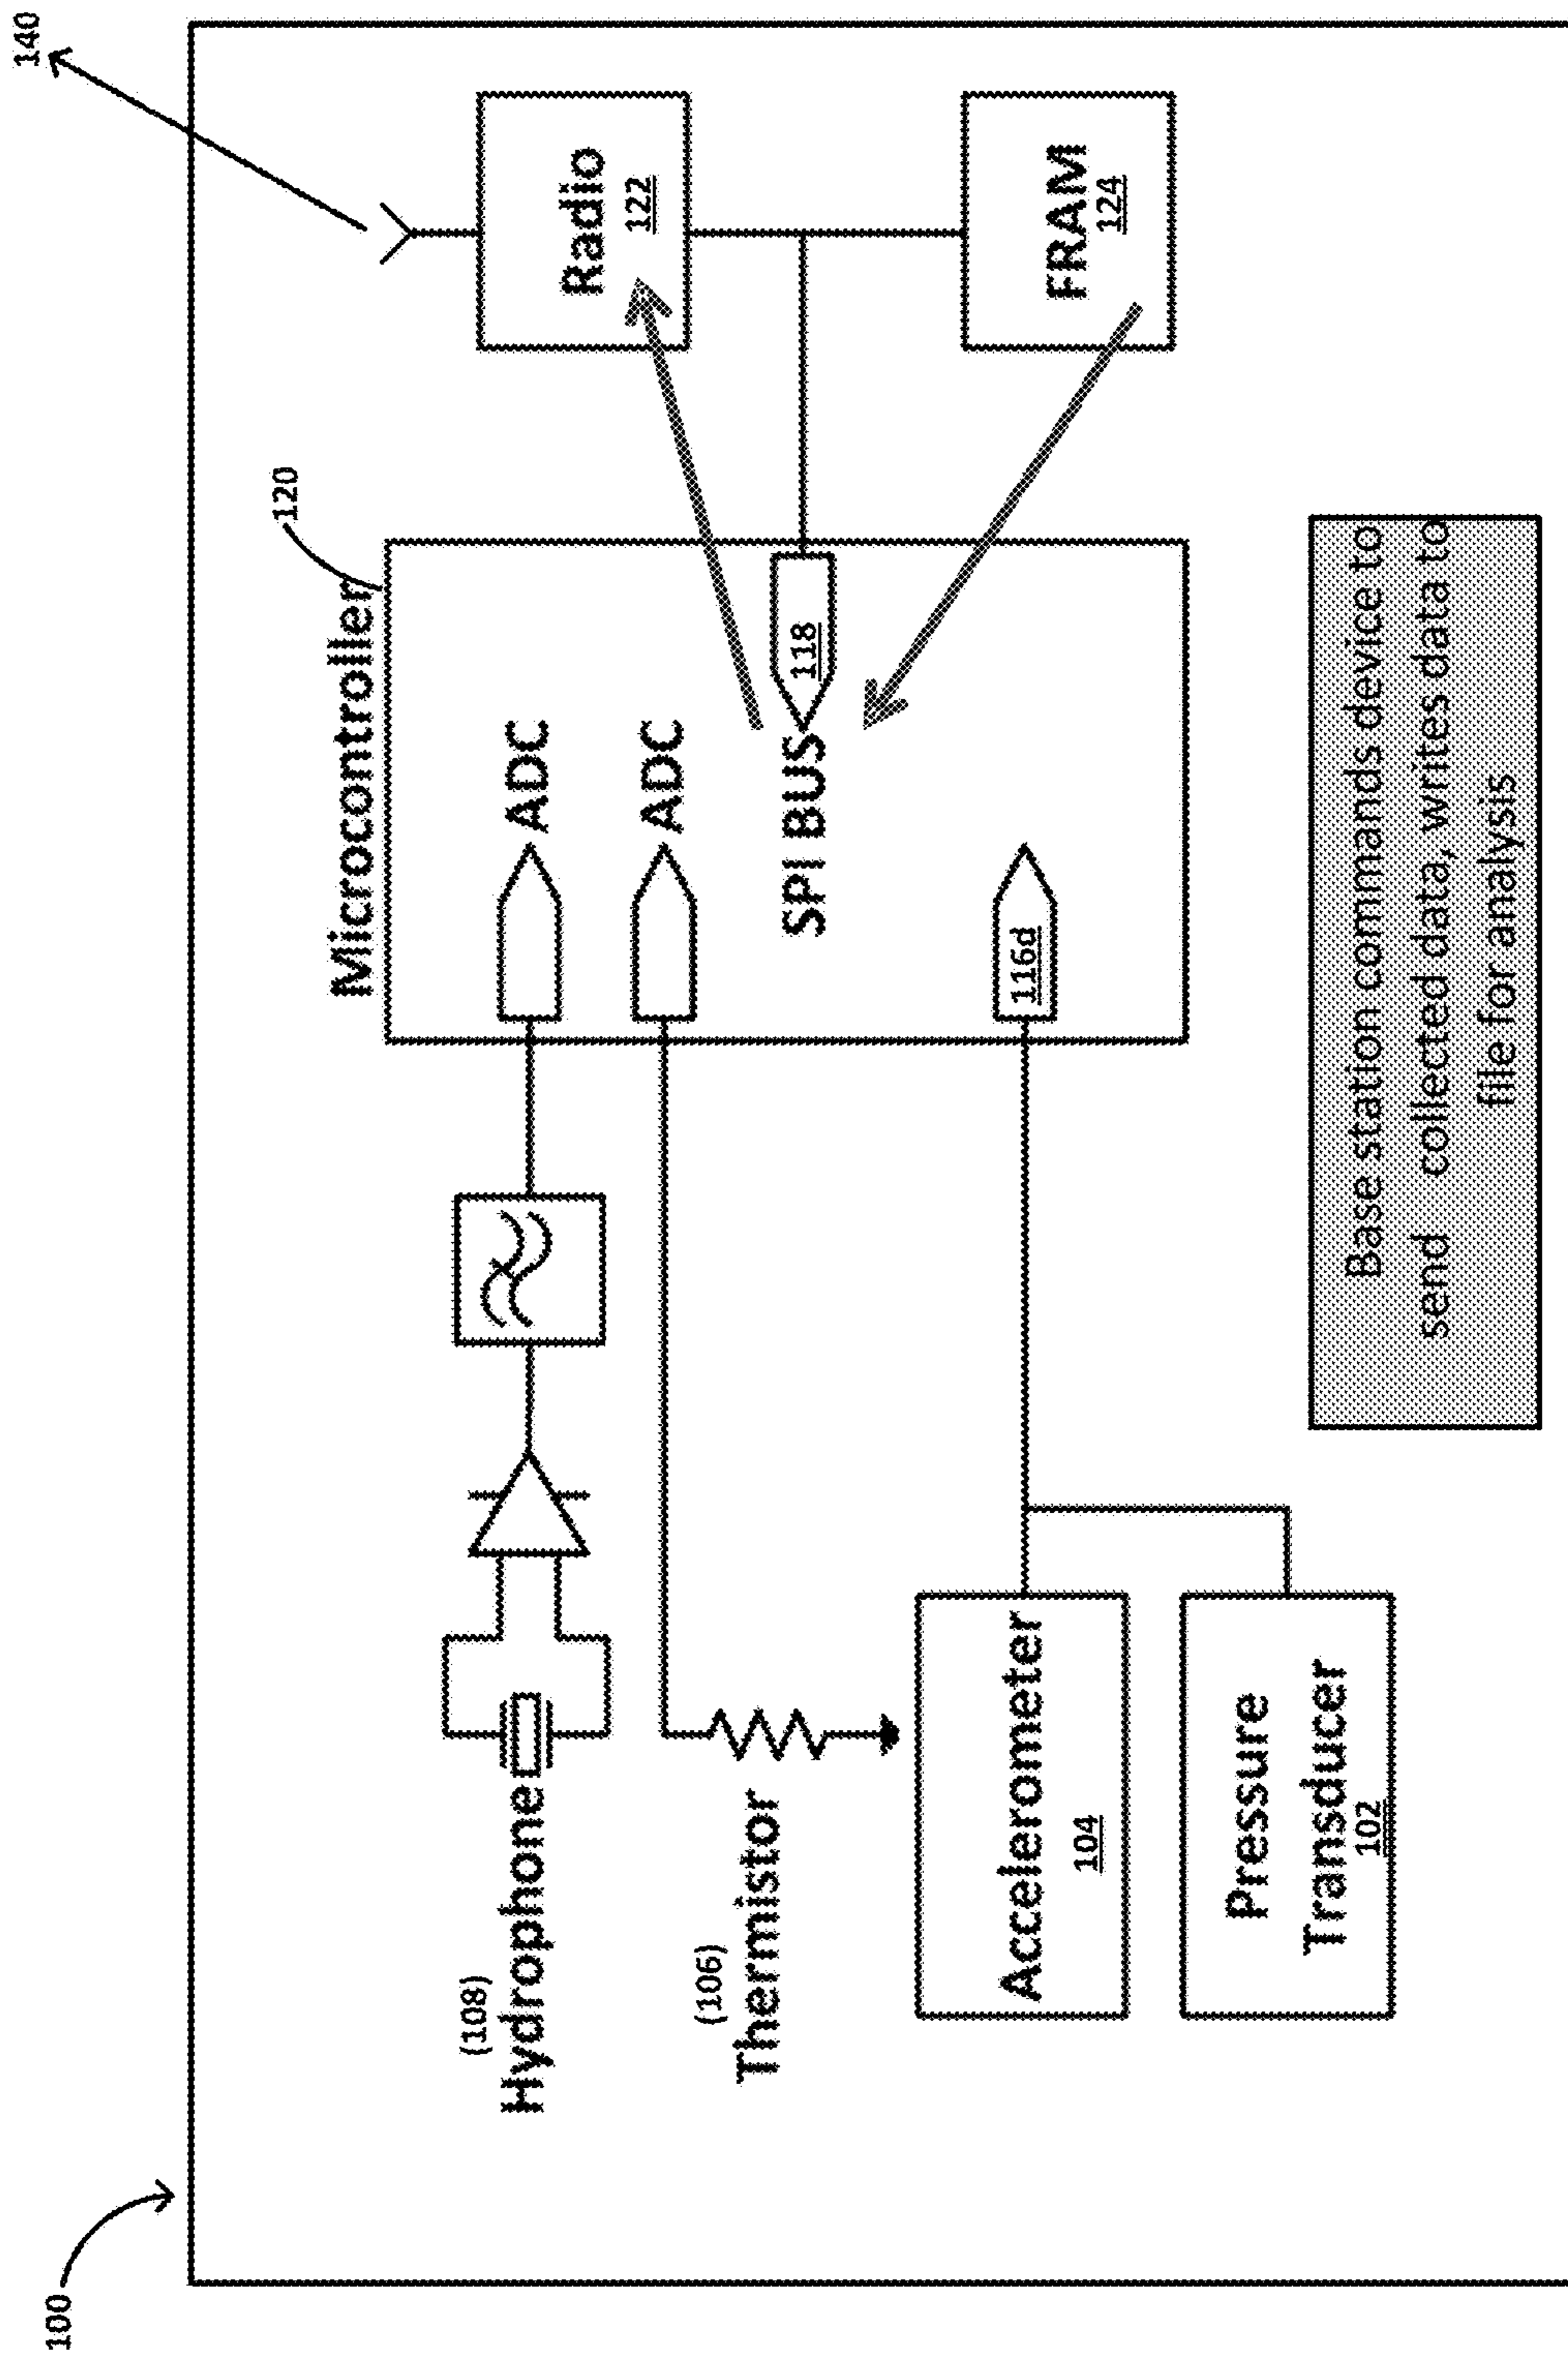 100
140
Microcontroller
120
(108)
Hydrophone
ADC
Radio
122
(106)
Thermistor
ADC
SPI BUS
118
Accelerometer
104
116d
FRAM
124
Pressure
Transducer
102
Base station commands device to
send collected data, writes data to
file for analysis